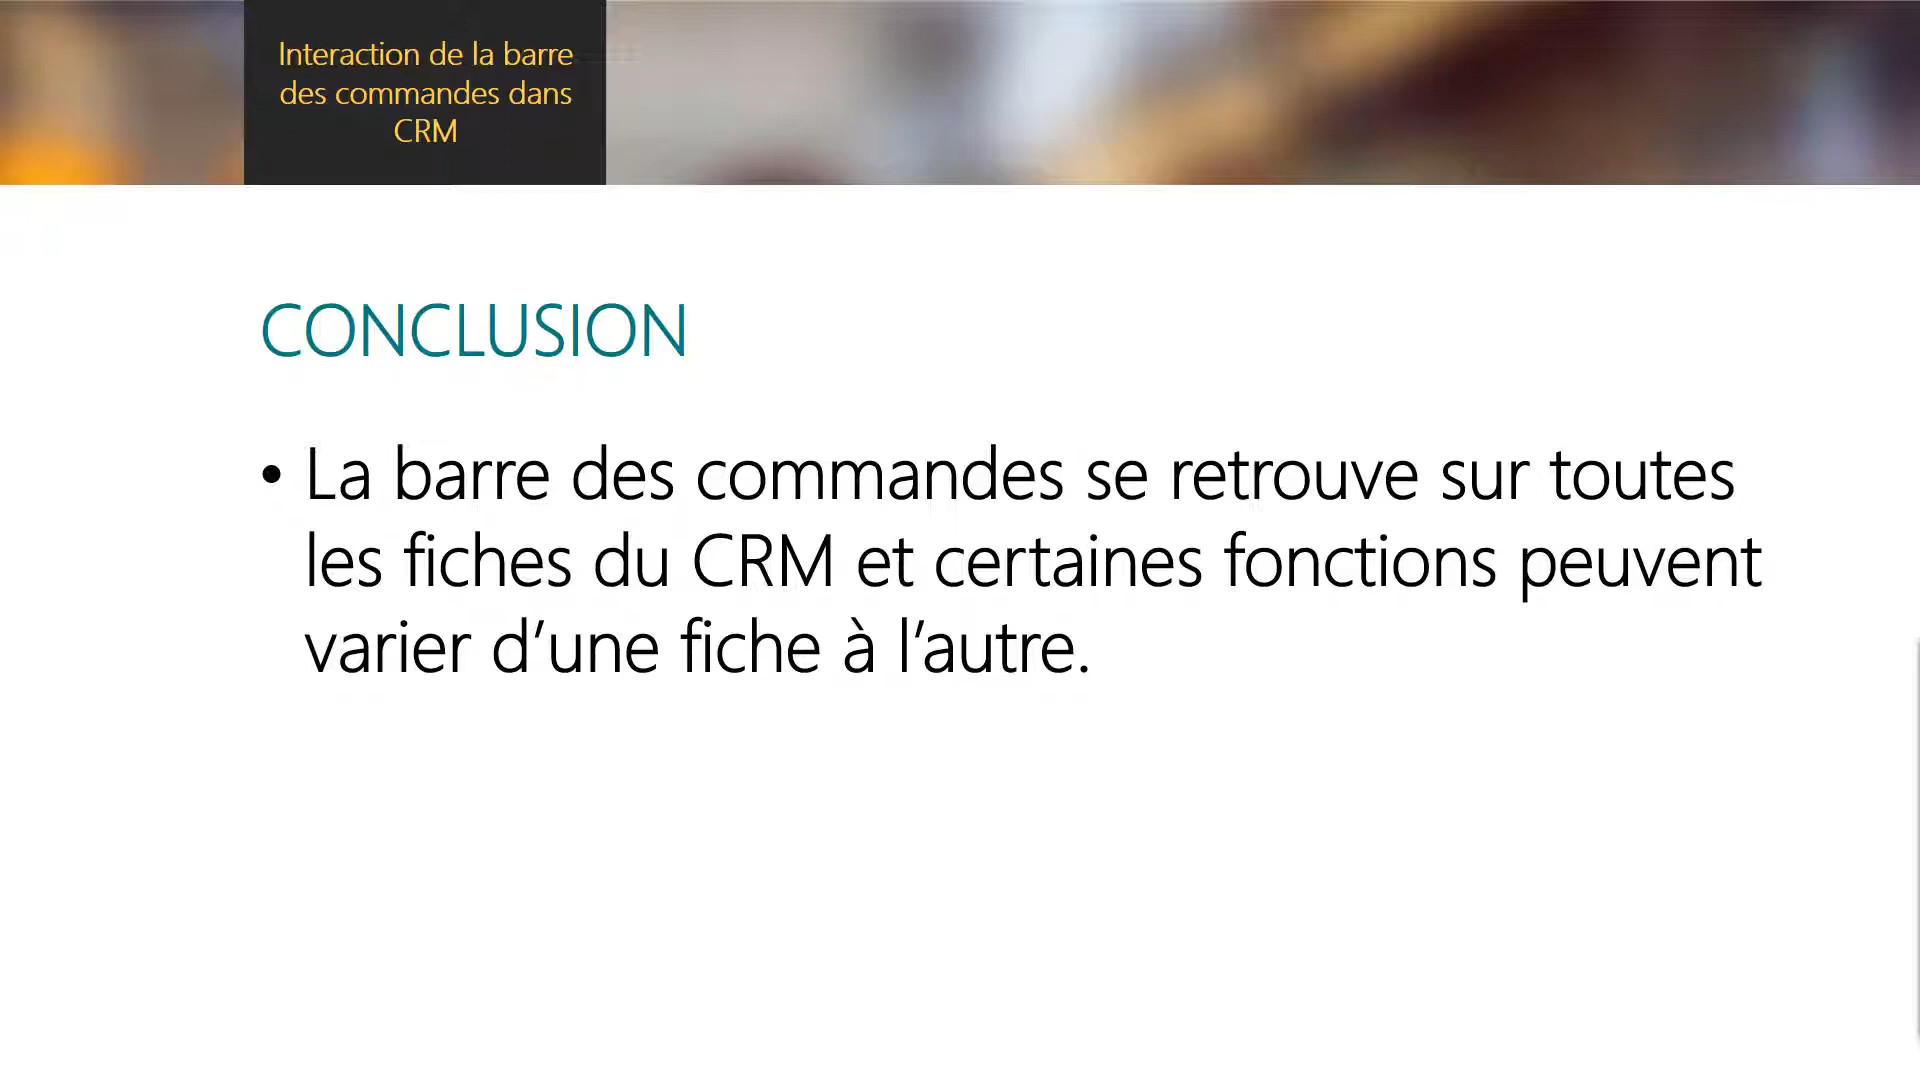 Interaction de la barre
des commandes dans
CRM
CONCLUSION
• La barre des commandes se retrouve sur toutes
les fiches du CRM et certaines fonctions peuvent
varier d’une fiche à l’autre.